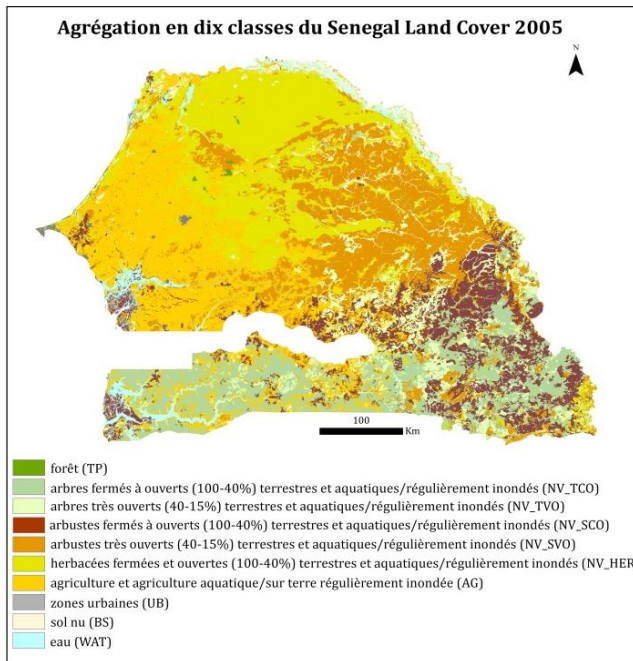 Agrégation en dix classes du Senegal Land Cover 2005
N
100
Km
forêt (TP)
arbres fermés à ouverts (100-40%) terrestres et aquatiques/régulièrement inondés (NV_TCO)
arbres très ouverts (40-15%) terrestres et aquatiques/régulièrement inondés (NV_TVO)
arbustes fermés à ouverts (100-40%) terrestres et aquatiques/régulièrement inondés (NV_SCO)
arbustes très ouverts (40-15%) terrestres et aquatiques/régulièrement inondés (NV_SVO)
herbacées fermées et ouvertes (100-40%) terrestres et aquatiques/régulièrement inondés (NV_HER)
agriculture et agriculture aquatique/sur terre régulièrement inondée (AG)
zones urbaines (UB)
sol nu (BS)
eau (WAT)